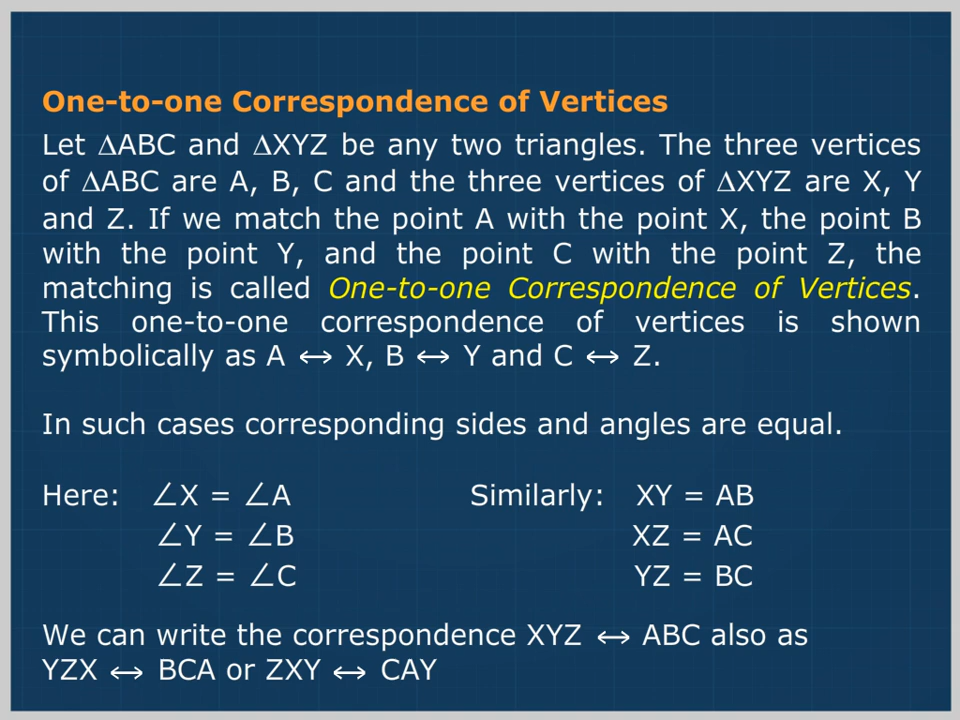 One-to-one Correspondence of Vertices
Let ∆ABC and ∆XYZ be any two triangles. The three vertices
of ∆ABC are A, B, C and the three vertices of ∆XYZ are X, Y
and Z. If we match the point A with the point X, the point B
with the point Y, and the point C with the point Z, the
matching is called One-to-one Correspondence of Vertices.
This one-to-one correspondence of vertices is shown
symbolically as A ↔ X, B ↔ Y and C ↔ Z.
In such cases corresponding sides and angles are equal.
Here: ∠X = ∠A Similarly: XY = AB
∠Y = ∠B XZ = AC
∠Z = ∠C YZ = BC
We can write the correspondence XYZ ↔ ABC also as
YZX ↔ BCA or ZXY ↔ CAY